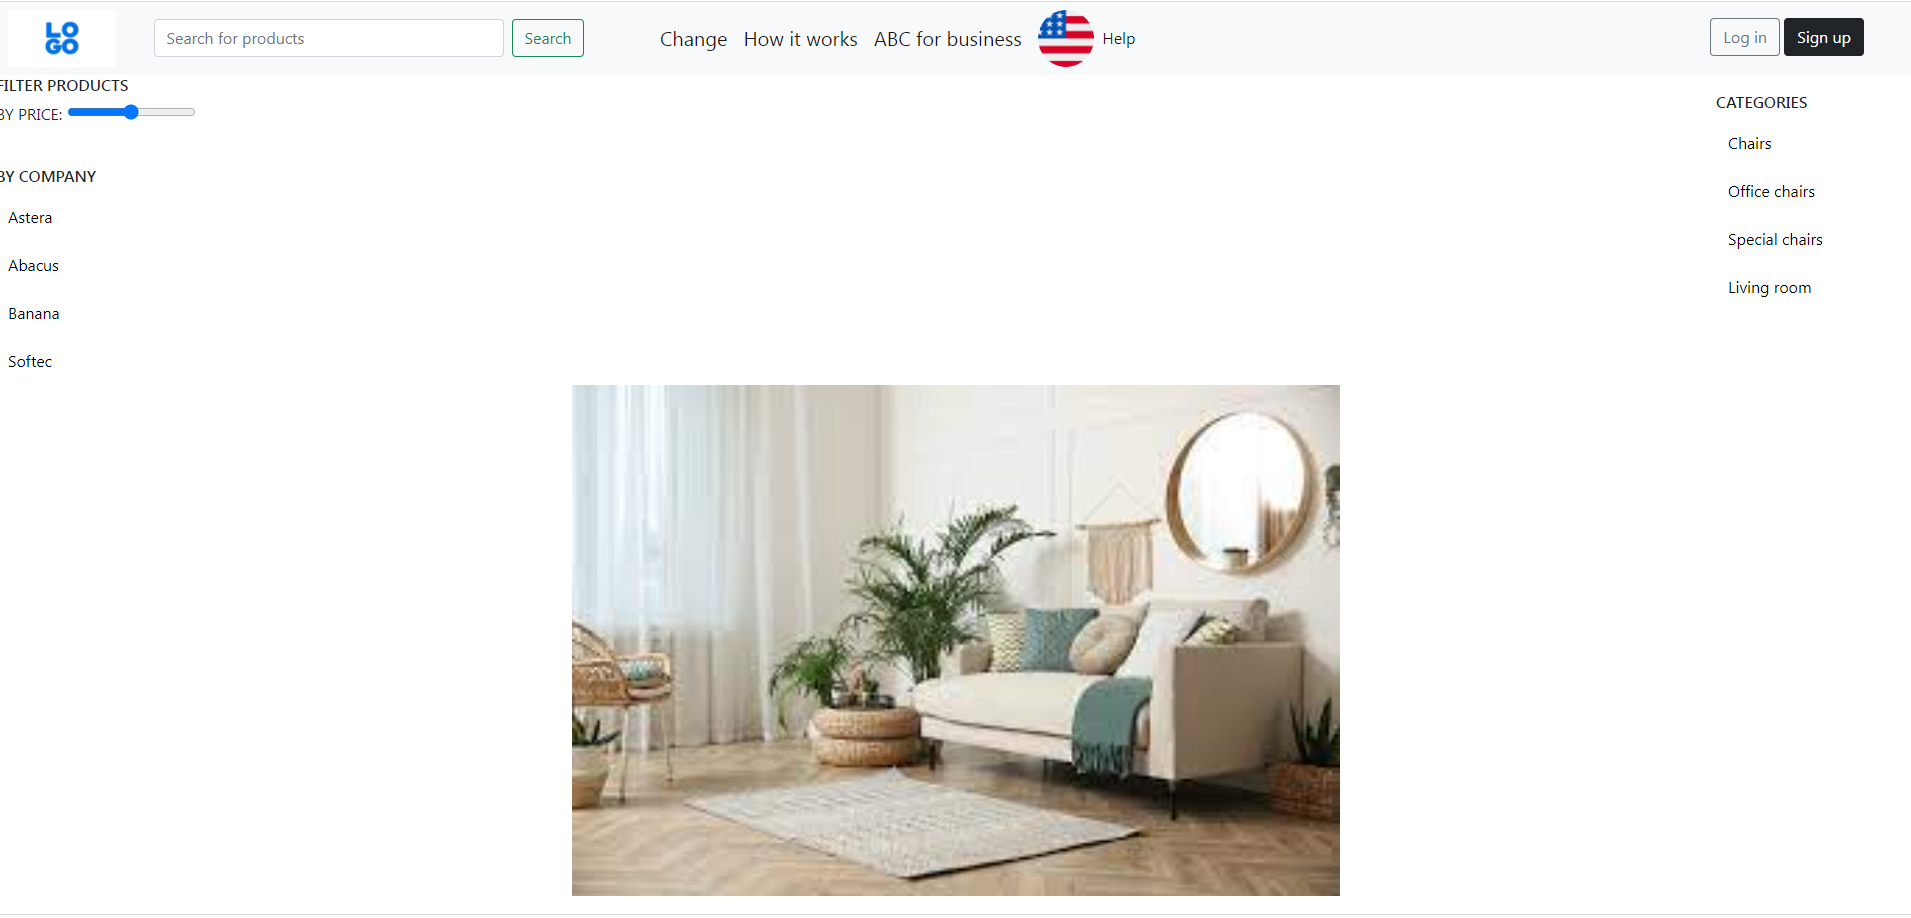 LO
GO
Search for products
Search
Change
How it works
ABC for business
Help
Log in
Sign up
FILTER PRODUCTS
BY PRICE:
BY COMPANY
Astera
Abacus
Banana
Softec
CATEGORIES
Chairs
Office chairs
Special chairs
Living room